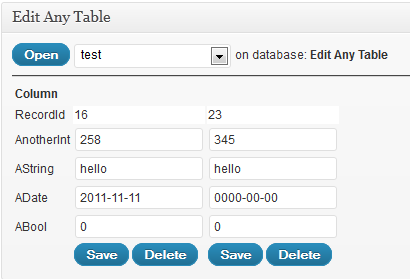 Edit Any Table
Open test on database: Edit Any Table
Column
RecordId 16 23
AnotherInt 258 345
AString hello hello
ADate 2011-11-11 0000-00-00
ABool 0 0
Save Delete Save Delete